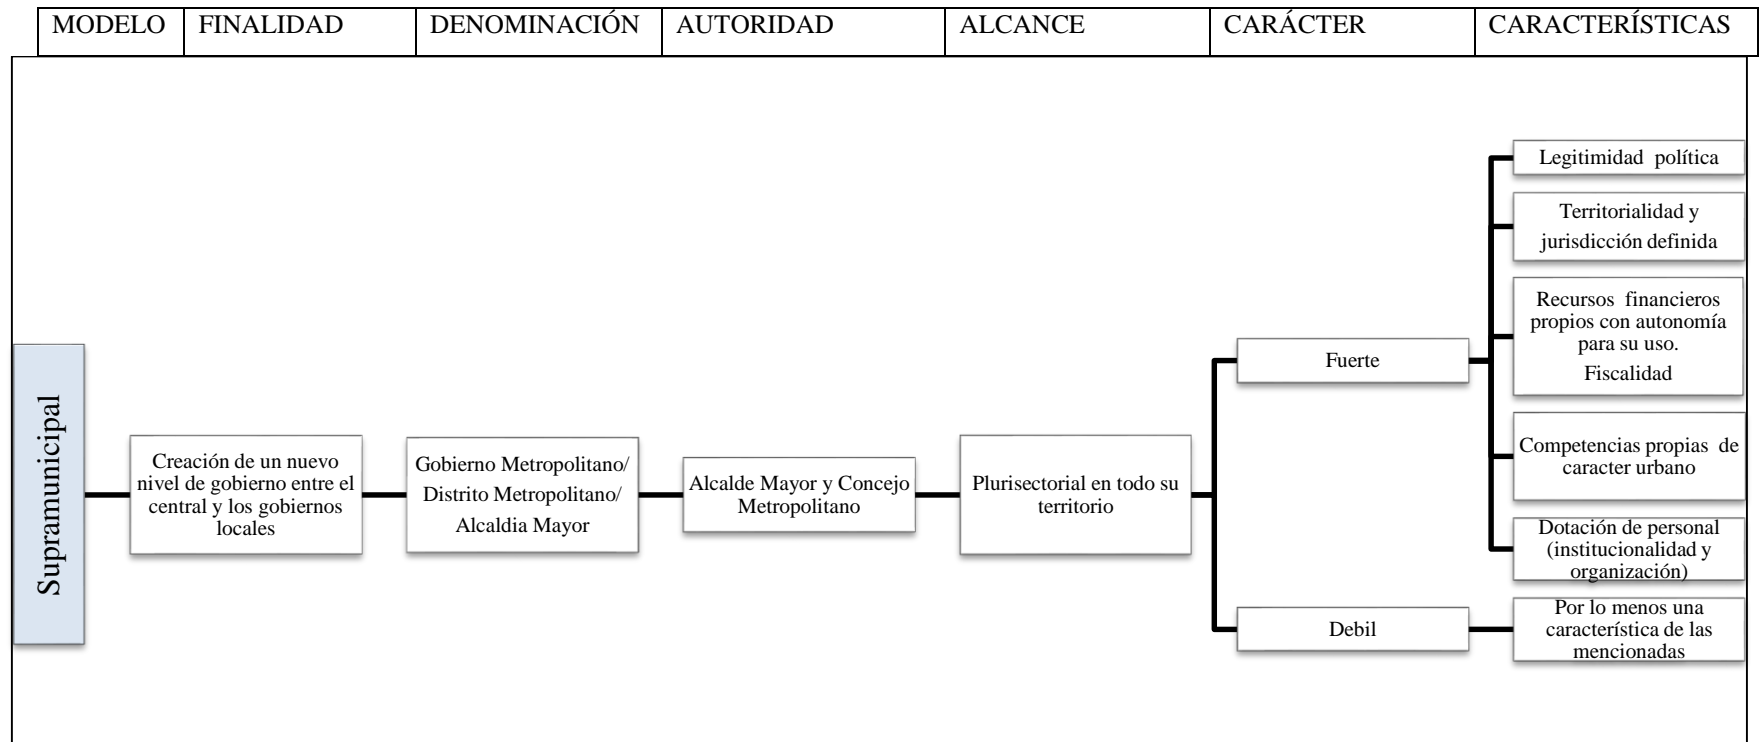 MODELO FINALIDAD DENOMINACIÓN AUTORIDAD ALCANCE CARÁCTER CARACTERÍSTICAS
Supramunicipal
Creación de un nuevo
nivel de gobierno entre el
central y los gobiernos
locales
Gobierno Metropolitano/
Distrito Metropolitano/
Alcaldia Mayor
Alcalde Mayor y Concejo
Metropolitano
Plurisectorial en todo su
territorio
Fuerte
Legitimidad política
Territorialidad y
jurisdicción definida
Recursos financieros
propios con autonomía
para su uso.
Fiscalidad
Competencias propias de
caracter urbano
Dotación de personal
(institucionalidad y
organización)
Debil
Por lo menos una
característica de las
mencionadas